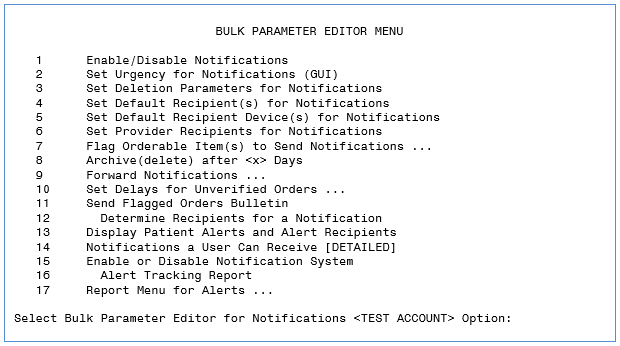 BULK PARAMETER EDITOR MENU
1 Enable/Disable Notifications
2 Set Urgency for Notifications (GUI)
3 Set Deletion Parameters for Notifications
4 Set Default Recipient(s) for Notifications
5 Set Default Recipient Device(s) for Notifications
6 Set Provider Recipients for Notifications
7 Flag Orderable Item(s) to Send Notifications ...
8 Archive(delete) after <x> Days
9 Forward Notifications ...
10 Set Delays for Unverified Orders ...
11 Send Flagged Orders Bulletin
12 Determine Recipients for a Notification
13 Display Patient Alerts and Alert Recipients
14 Notifications a User Can Receive [DETAILED]
15 Enable or Disable Notification System
16 Alert Tracking Report
17 Report Menu for Alerts ...
Select Bulk Parameter Editor for Notifications <TEST ACCOUNT> Option: